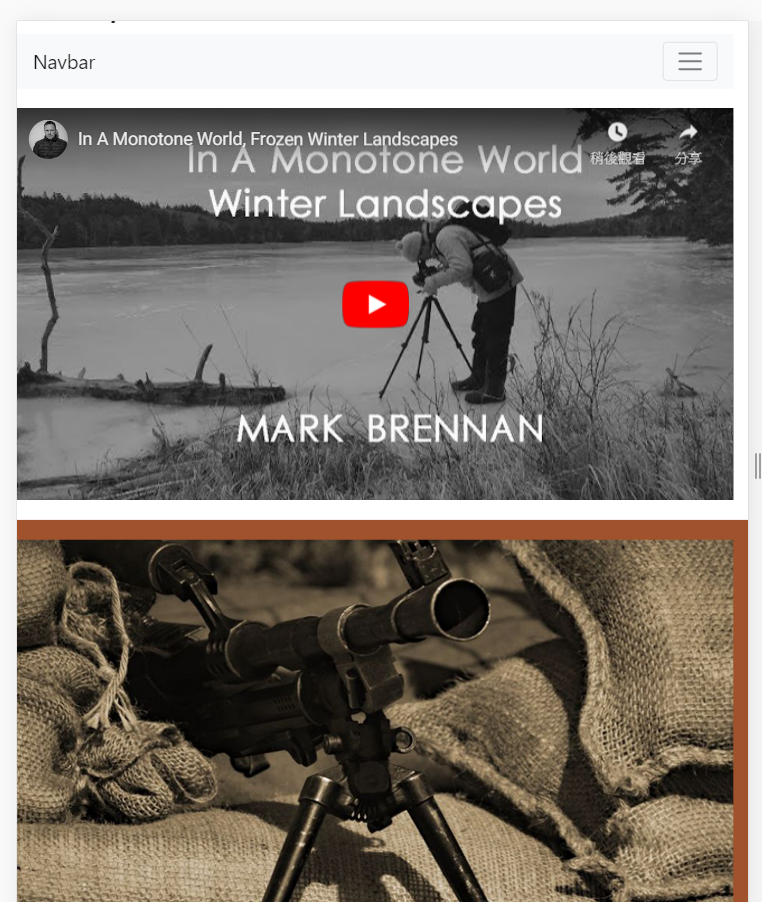 Navbar
In A Monotone World, Frozen Winter Landscapes
In A Monotone World
稍後觀看
分享
Winter Landscapes
MARK BRENNAN